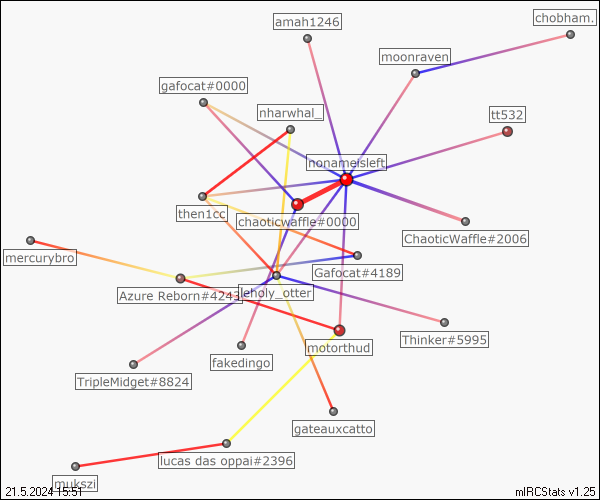 amah1246
chobham.
moonraven
gafocat#0000
nharwhal_
tt532
nonameisleft
then1cc
chaoticwaffle#0000
ChaoticWaffle#2006
mercurybro
Gafocat#4189
Azure Reborn#4243
leholy_otter
Thinker#5995
motorthud
fakedingo
TripleMidget#8824
gateauxcatto
lucas das oppai#2396
mukszi
21.5.2024 15:51
mIRCStats v1.25